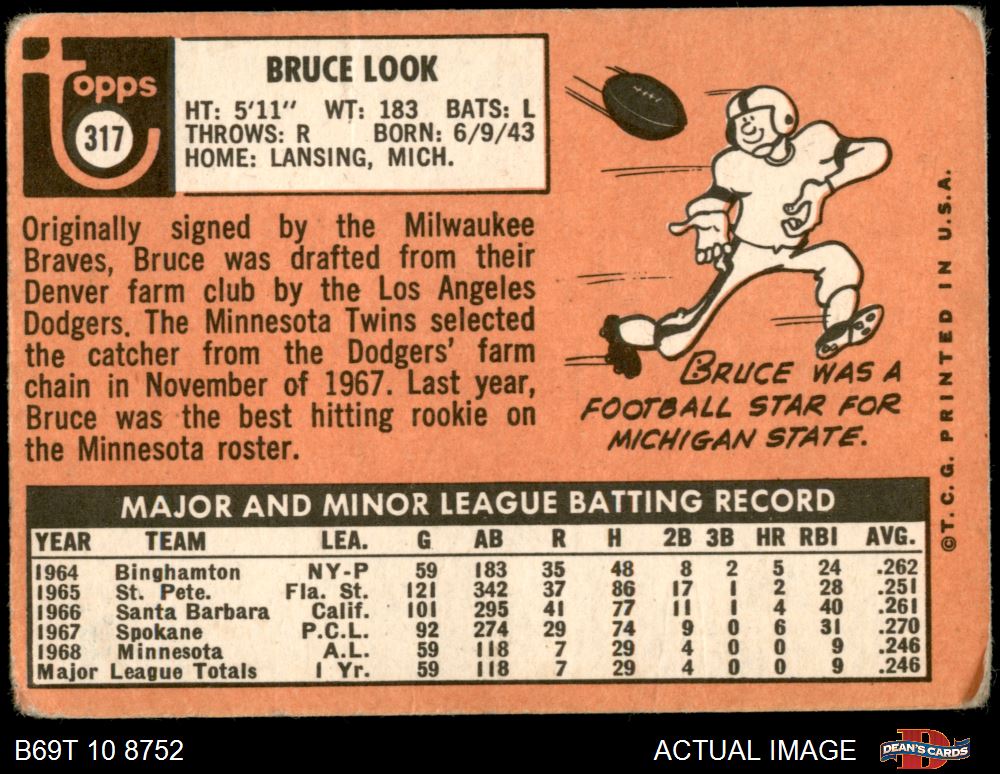 topps
317
BRUCE LOOK
HT: 5'11" WT: 183 BATS: L
THROWS: R BORN: 6/9/43
HOME: LANSING, MICH.
Originally signed by the Milwaukee
Braves, Bruce was drafted from their
Denver farm club by the Los Angeles
Dodgers. The Minnesota Twins selected
the catcher from the Dodgers' farm
chain in November of 1967. Last year,
Bruce was the best hitting rookie on
the Minnesota roster.
BRUCE WAS A
FOOTBALL STAR FOR
MICHIGAN STATE.
©T. C. G. PRINTED IN U.S.A.
MAJOR AND MINOR LEAGUE BATTING RECORD
YEAR TEAM LEA. G AB R H 2B 3B HR RBI AVG.
1964 Binghamton NY-P 59 183 35 48 8 2 5 24 .262
1965 St. Pete. Fla. St. 121 342 37 86 17 1 2 28 .251
1966 Santa Barbara Calif. 101 295 41 77 11 1 4 40 .261
1967 Spokane P.C.L. 92 274 29 74 9 0 6 31 .270
1968 Minnesota A.L. 59 118 7 29 4 0 0 9 .246
Major League Totals 1 Yr. 59 118 7 29 4 0 0 9 .246
B69T 10 8752
ACTUAL IMAGE
DEAN'S CARDS